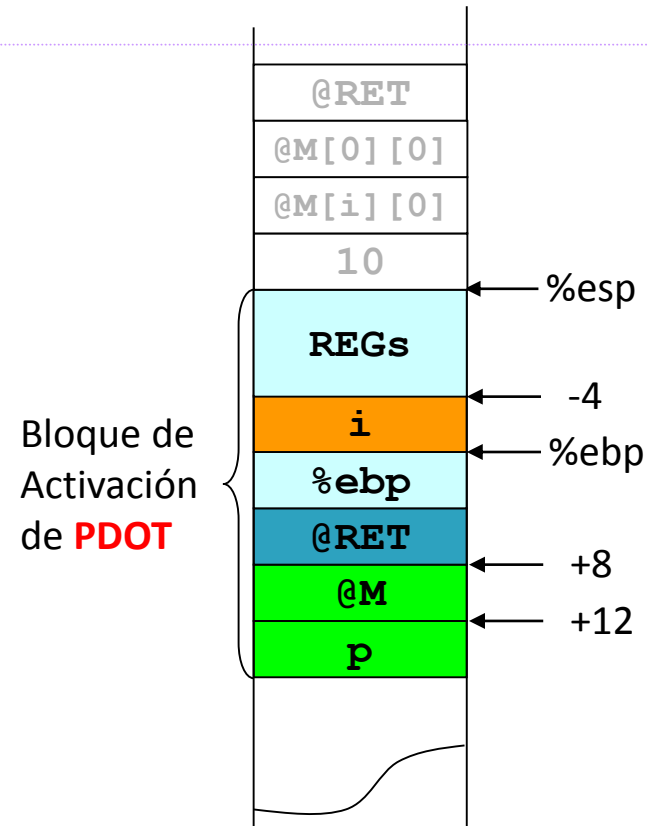 @RET
@M[0][0]
@M[i][0]
10
%esp
REGs
-4
i
%ebp
Bloque de
Activación
de PDOT
%ebp
@RET
+8
@M
+12
p